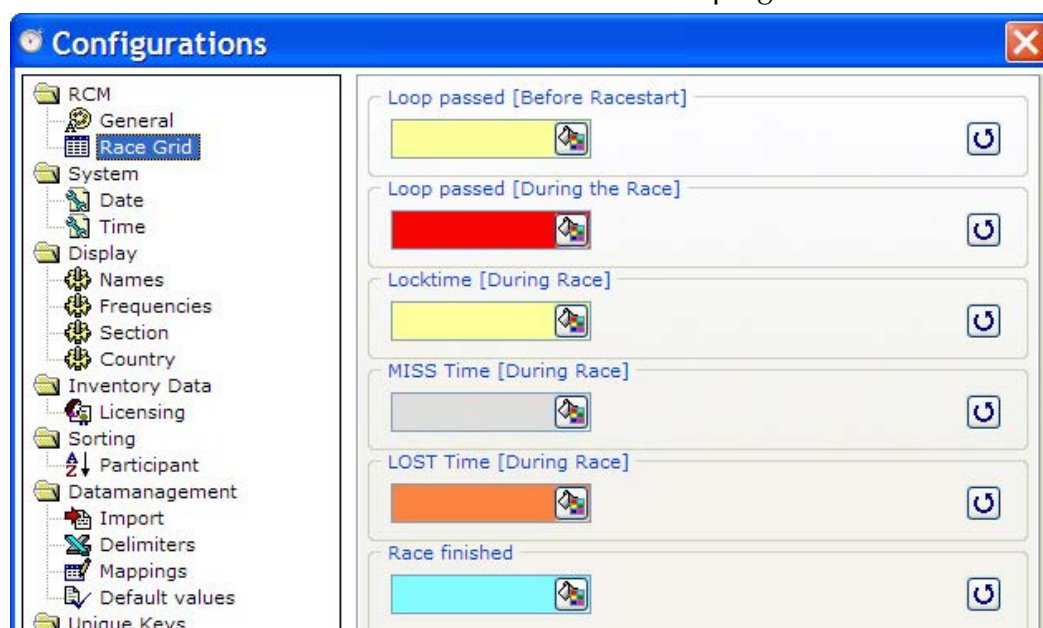 Configurations
RCM
General
Race Grid
System
Date
Time
Display
Names
Frequencies
Section
Country
Inventory Data
Licensing
Sorting
Participant
Datamanagement
Import
Delimiters
Mappings
Default values
Unique Keys
Loop passed [Before Racestart]
Loop passed [During the Race]
Locktime [During Race]
MISS Time [During Race]
LOST Time [During Race]
Race finished